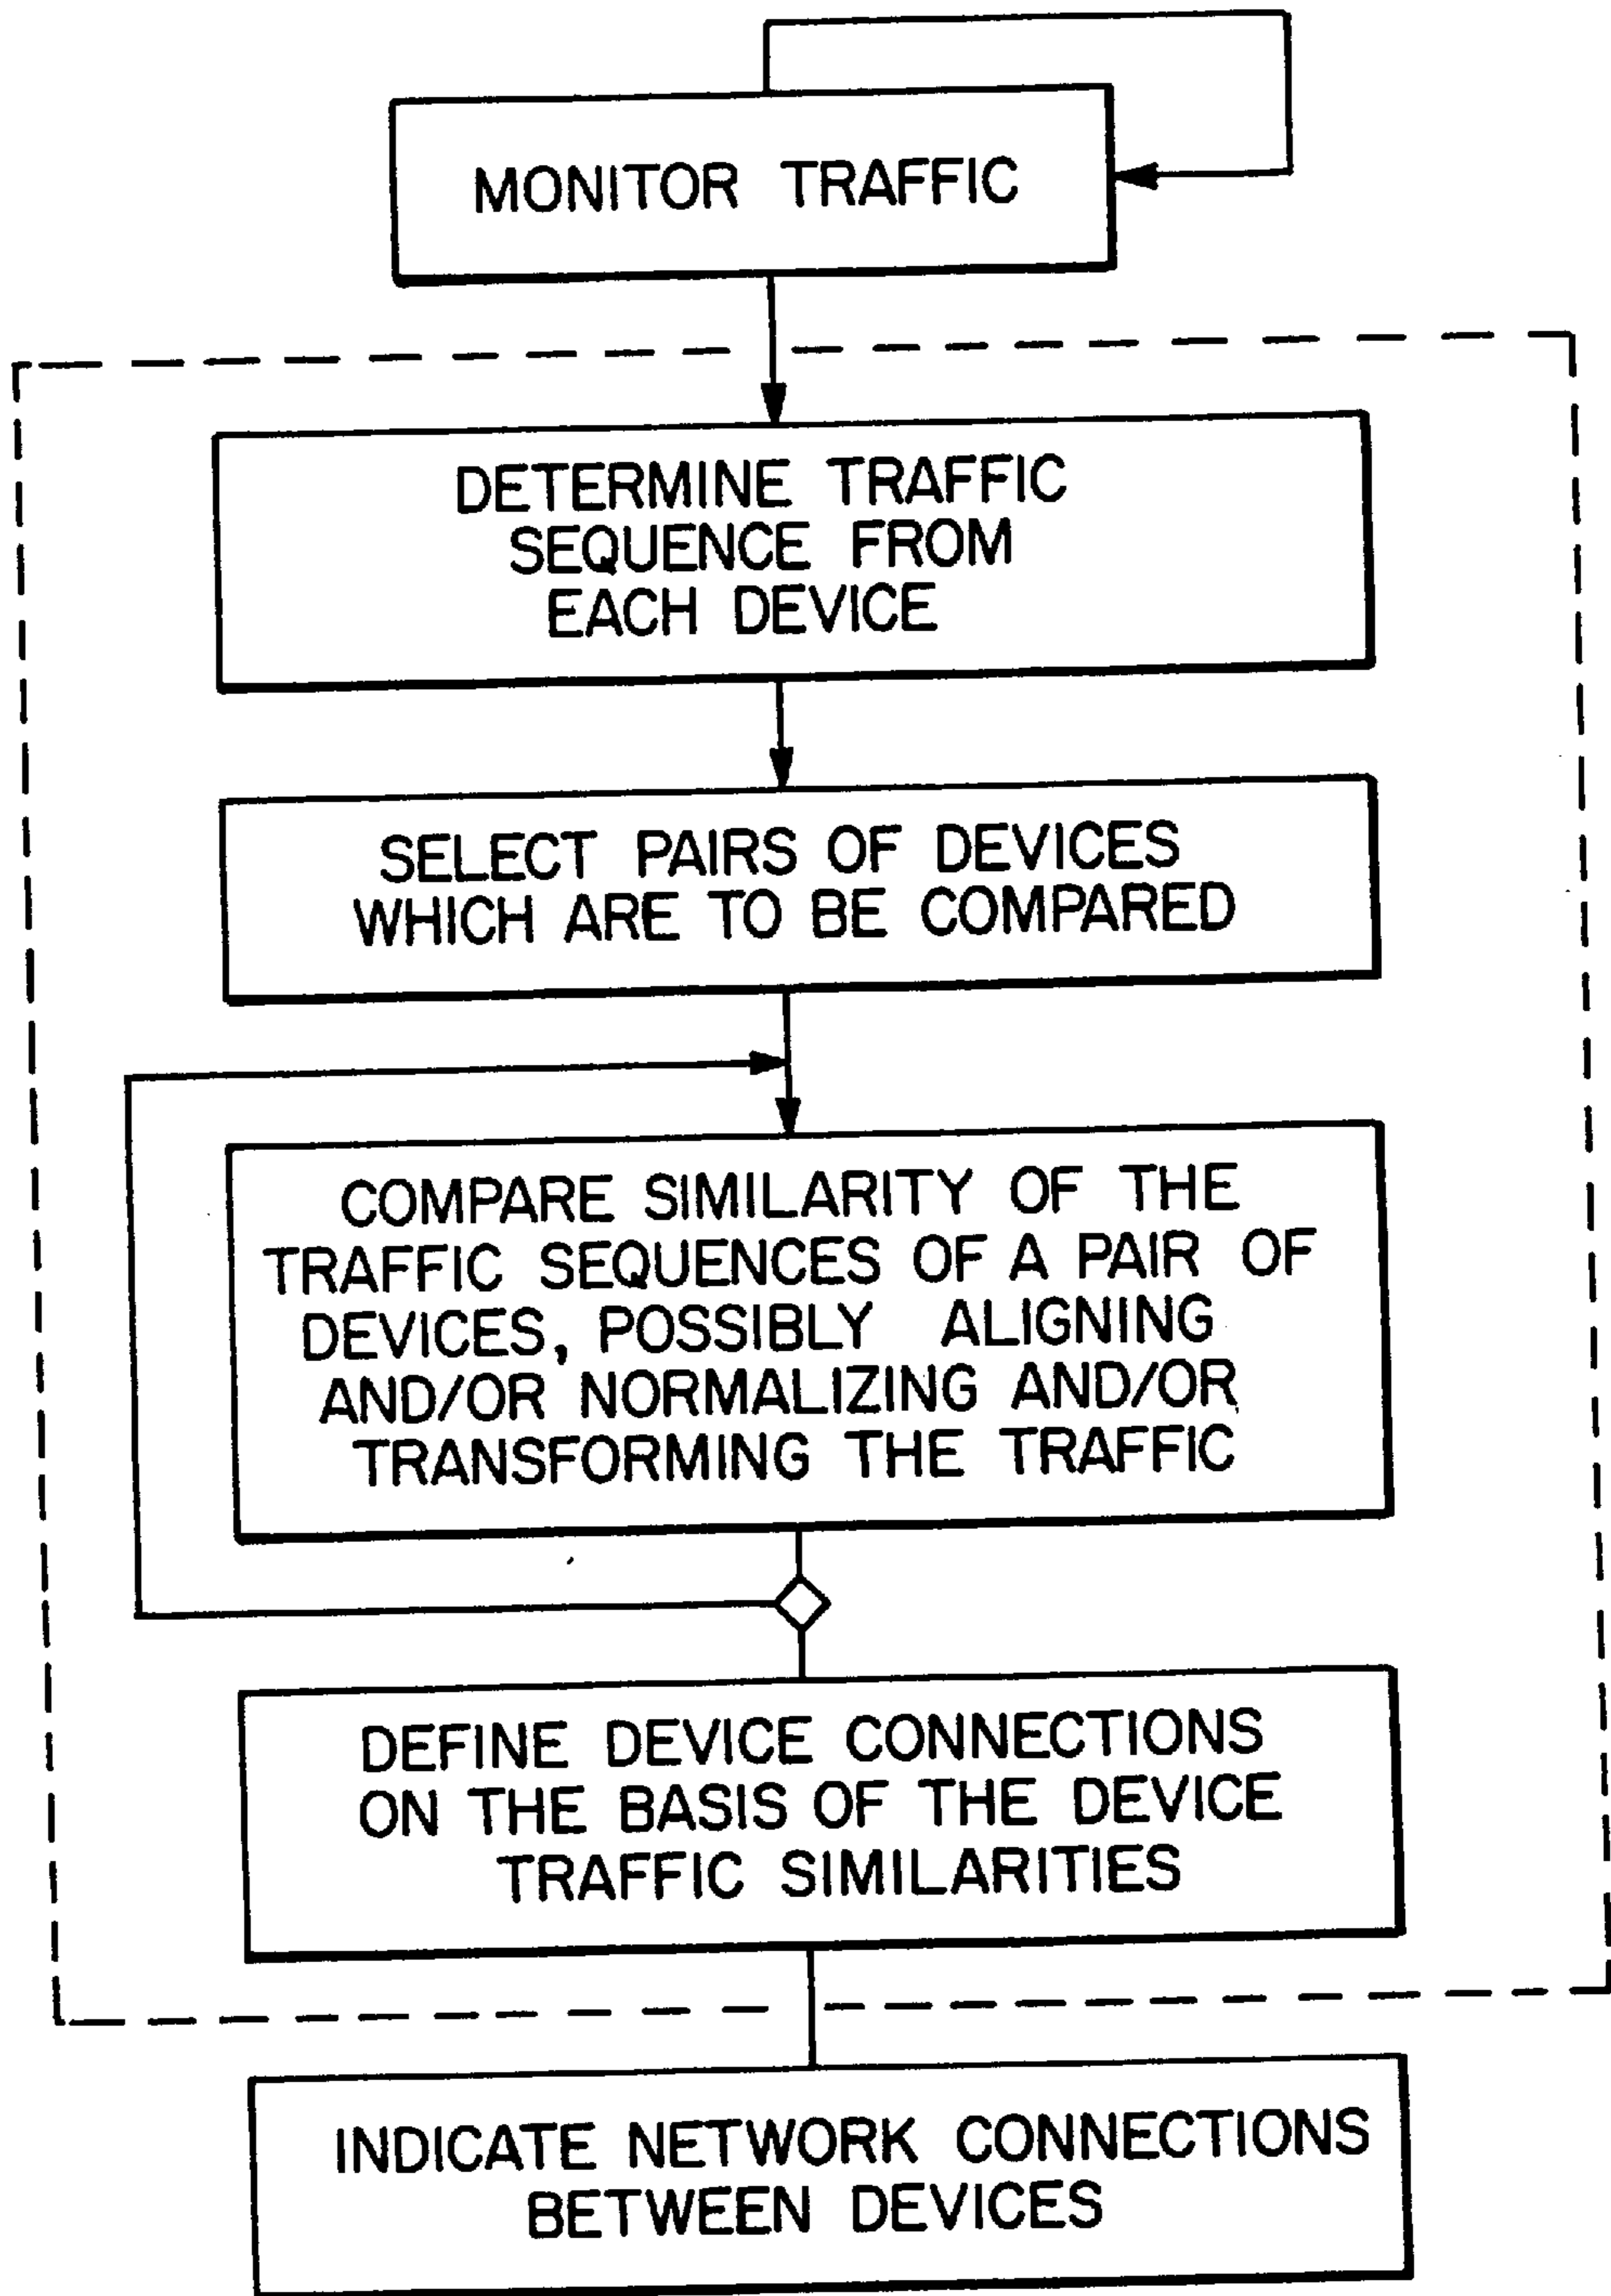 MONITOR TRAFFIC
DETERMINE TRAFFIC
SEQUENCE FROM
EACH DEVICE
SELECT PAIRS OF DEVICES
WHICH ARE TO BE COMPARED
COMPARE SIMILARITY OF THE
TRAFFIC SEQUENCES OF A PAIR OF
DEVICES, POSSIBLY ALIGNING
AND/OR NORMALIZING AND/OR
TRANSFORMING THE TRAFFIC
DEFINE DEVICE CONNECTIONS
ON THE BASIS OF THE DEVICE
TRAFFIC SIMILARITIES
INDICATE NETWORK CONNECTIONS
BETWEEN DEVICES